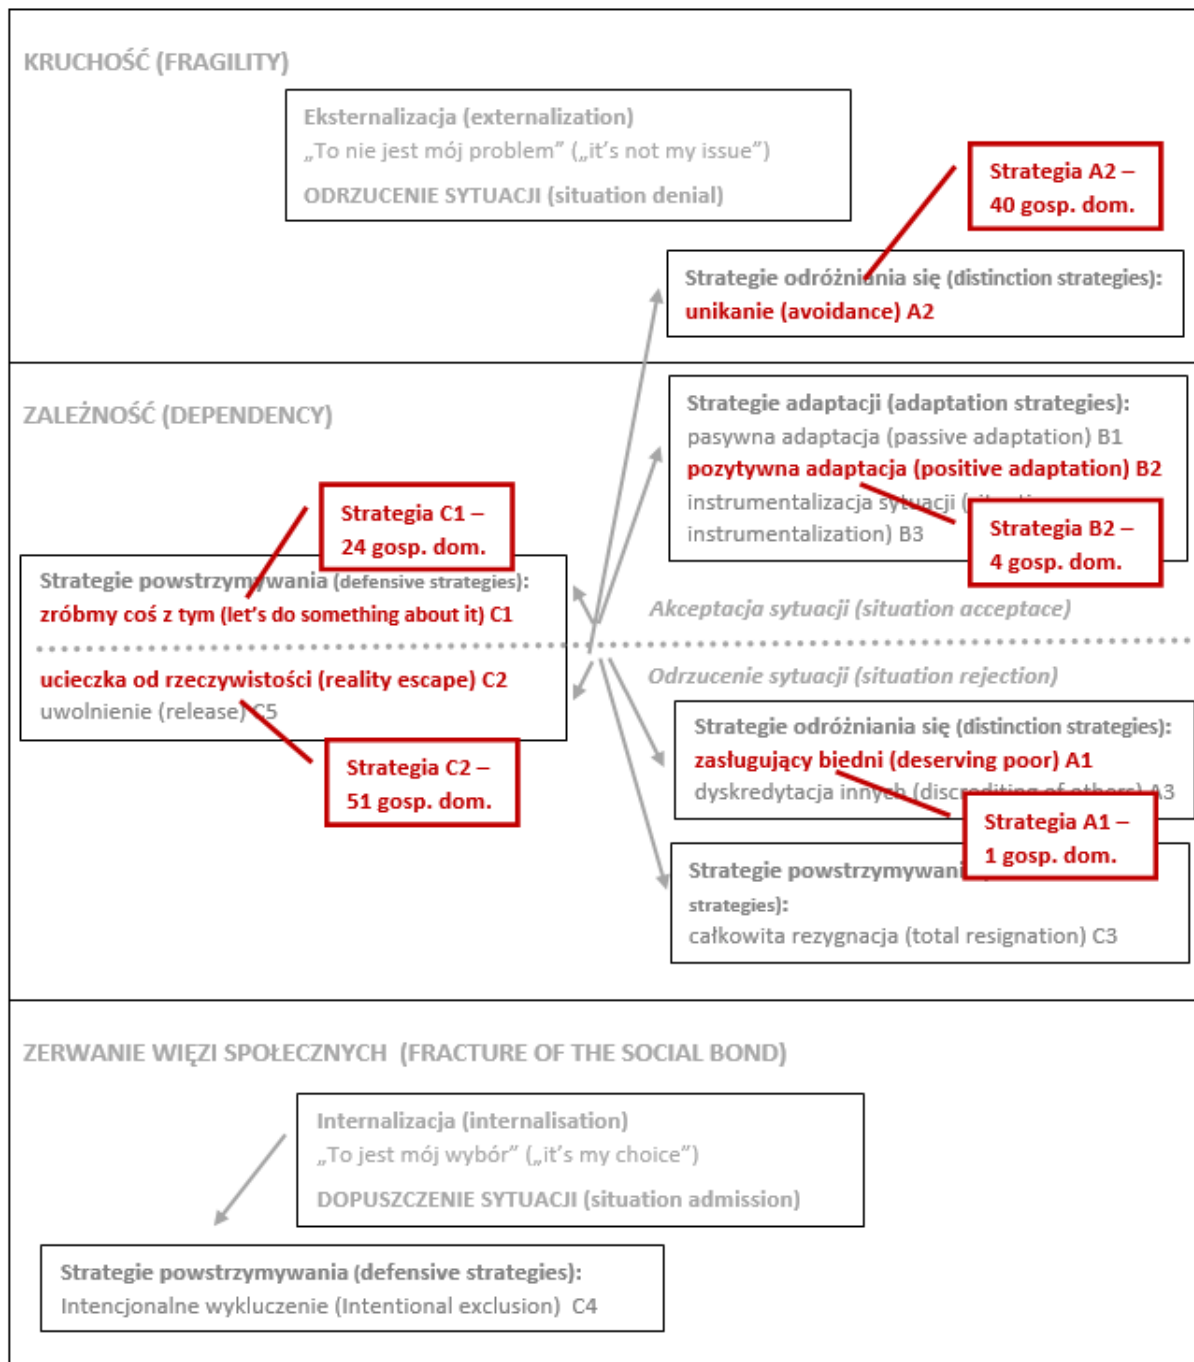 KRUCHOŚĆ (FRAGILITY)
Eksternalizacja (externalization)
„To nie jest mój problem” („it’s not my issue”)
ODRZUCENIE SYTUACJI (situation denial)
Strategia A2 –
40 gosp. dom.
Strategie odróżniania się (distinction strategies):
unikanie (avoidance) A2
ZALEŻNOŚĆ (DEPENDENCY)
Strategie adaptacji (adaptation strategies):
pasywna adaptacja (passive adaptation) B1
pozytywna adaptacja (positive adaptation) B2
instrumentalizacja sytuacji
instrumentalization) B3
Strategia B2 –
4 gosp. dom.
Strategia C1 –
24 gosp. dom.
Strategie powstrzymywania (defensive strategies):
zróbmy coś z tym (let’s do something about it) C1
Akceptacja sytuacji (situation acceptace)
ucieczka od rzeczywistości (reality escape) C2
uwolnienie (release) C5
Strategia C2 –
51 gosp. dom.
Odrzucenie sytuacji (situation rejection)
Strategie odróżniania się (distinction strategies):
zasługujący biedni (deserving poor) A1
dyskredytacja innych (discrediting of others) A3
Strategia A1 –
1 gosp. dom.
Strategie
strategies):
całkowita rezygnacja (total resignation) C3
ZERWANIE WIĘZI SPOŁECZNYCH (FRACTURE OF THE SOCIAL BOND)
Internalizacja (internalisation)
„To jest mój wybór” („it’s my choice”)
DOPUSZCZENIE SYTUACJI (situation admission)
Strategie powstrzymywania (defensive strategies):
Intencjonalne wykluczenie (Intentional exclusion) C4